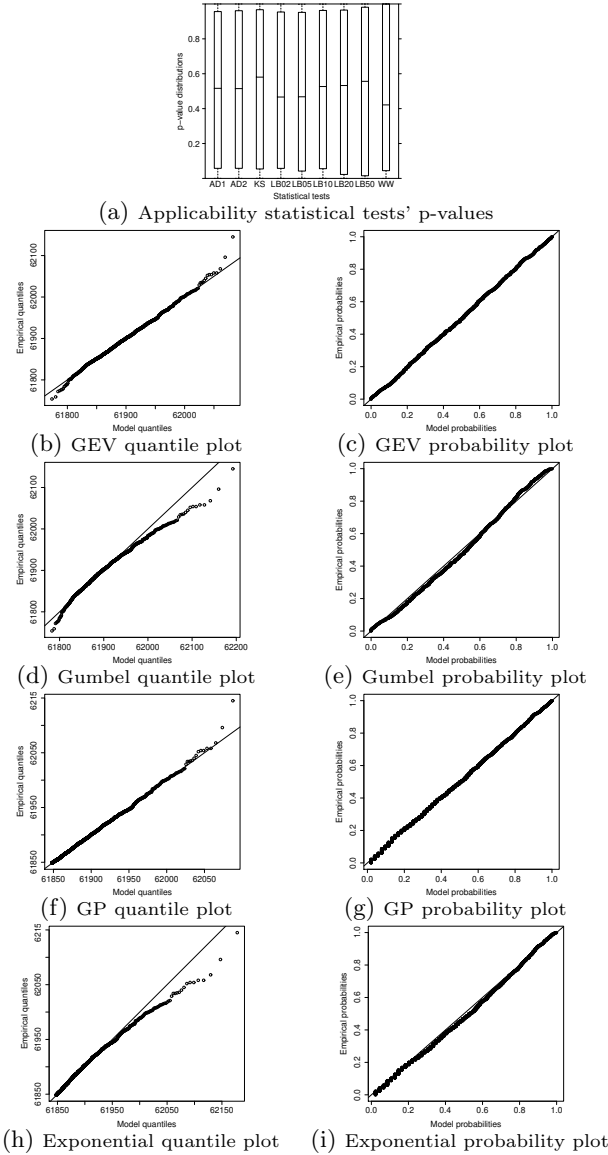 0.8
0.6
0.4
0.2
p-value distributions
AD1 AD2 KS LB02 LB05 LB10 LB20 LB50 WW
Statistical tests
(a) Applicability statistical tests' p-values
62100
62000
61900
61800
Empirical quantiles
61800 61900 62000
Model quantiles
(b) GEV quantile plot
1.0
0.8
0.6
0.4
0.2
0.0
Empirical probabilities
0.0 0.2 0.4 0.6 0.8 1.0
Model probabilities
(c) GEV probability plot
62100
62000
61900
61800
Empirical quantiles
61800 61900 62000 62100 62200
Model quantiles
(d) Gumbel quantile plot
1.0
0.8
0.6
0.4
0.2
0.0
Empirical probabilities
0.0 0.2 0.4 0.6 0.8 1.0
Model probabilities
(e) Gumbel probability plot
6215
62050
61950
61850
Empirical quantiles
61850 61900 61950 62000 62050
Model quantiles
(f) GP quantile plot
1.0
0.8
0.6
0.4
0.2
0.0
Empirical probabilities
0.0 0.2 0.4 0.6 0.8 1.0
Model probabilities
(g) GP probability plot
6215
62050
61950
61850
Empirical quantiles
61850 61950 62050 62150
Model quantiles
(h) Exponential quantile plot
1.0
0.8
0.6
0.4
0.2
0.0
Empirical probabilities
0.0 0.2 0.4 0.6 0.8 1.0
Model probabilities
(i) Exponential probability plot